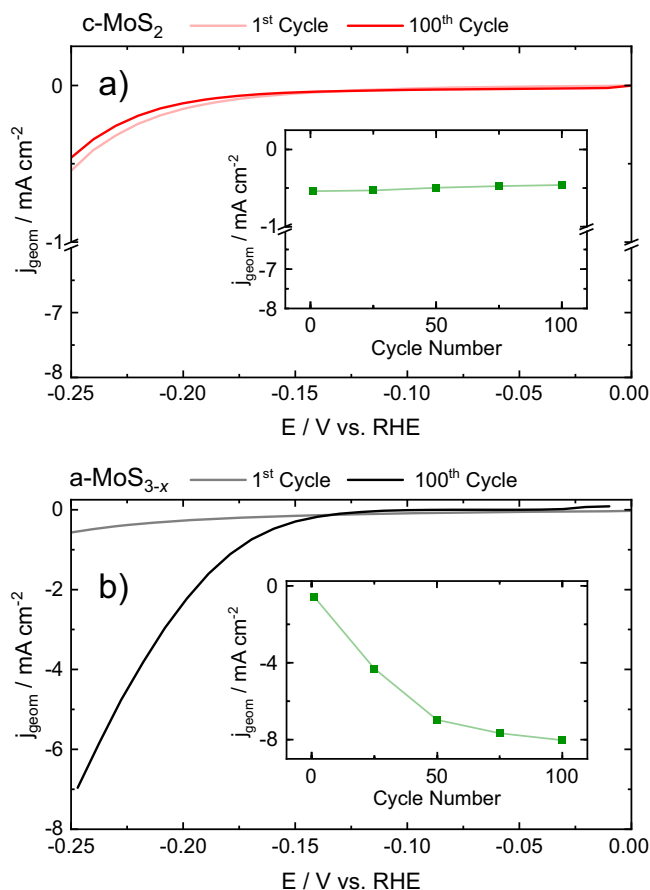 c-MoS₂ 1ˢᵗ Cycle 100ᵗʰ Cycle
a)
0
-1
-7
-8
j_geom / mA cm⁻²
-0.25 -0.20 -0.15 -0.10 -0.05 0.00
E / V vs. RHE
0
-1
-7
-8
j_geom / mA cm⁻²
0 50 100
Cycle Number
a-MoS₃₋ₓ 1ˢᵗ Cycle 100ᵗʰ Cycle
b)
0
-2
-4
-6
-8
j_geom / mA cm⁻²
-0.25 -0.20 -0.15 -0.10 -0.05 0.00
E / V vs. RHE
0
-4
-8
j_geom / mA cm⁻²
0 50 100
Cycle Number